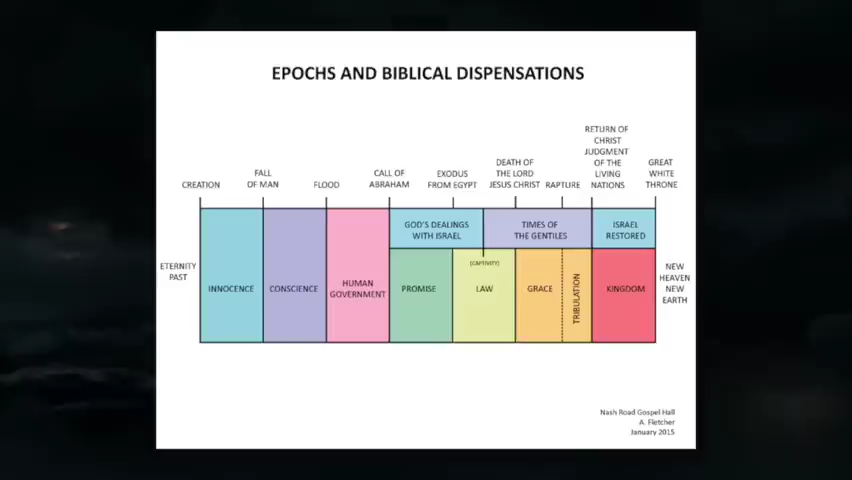 EPOCHS AND BIBLICAL DISPENSATIONS
CREATION
FALL
OF MAN
FLOOD
CALL OF
ABRAHAM
EXODUS
FROM EGYPT
DEATH OF
THE LORD
JESUS CHRIST
RAPTURE
RETURN OF
CHRIST
JUDGMENT
OF THE
LIVING
NATIONS
GREAT
WHITE
THRONE
GOD'S DEALINGS
WITH ISRAEL
TIMES OF
THE GENTILES
ISRAEL
RESTORED
ETERNITY
PAST
INNOCENCE
CONSCIENCE
HUMAN
GOVERNMENT
PROMISE
(CAPTIVITY)
LAW
GRACE
TRIBULATION
KINGDOM
NEW
HEAVEN
NEW
EARTH
Nash Road Gospel Hall
A. Fletcher
January 2015